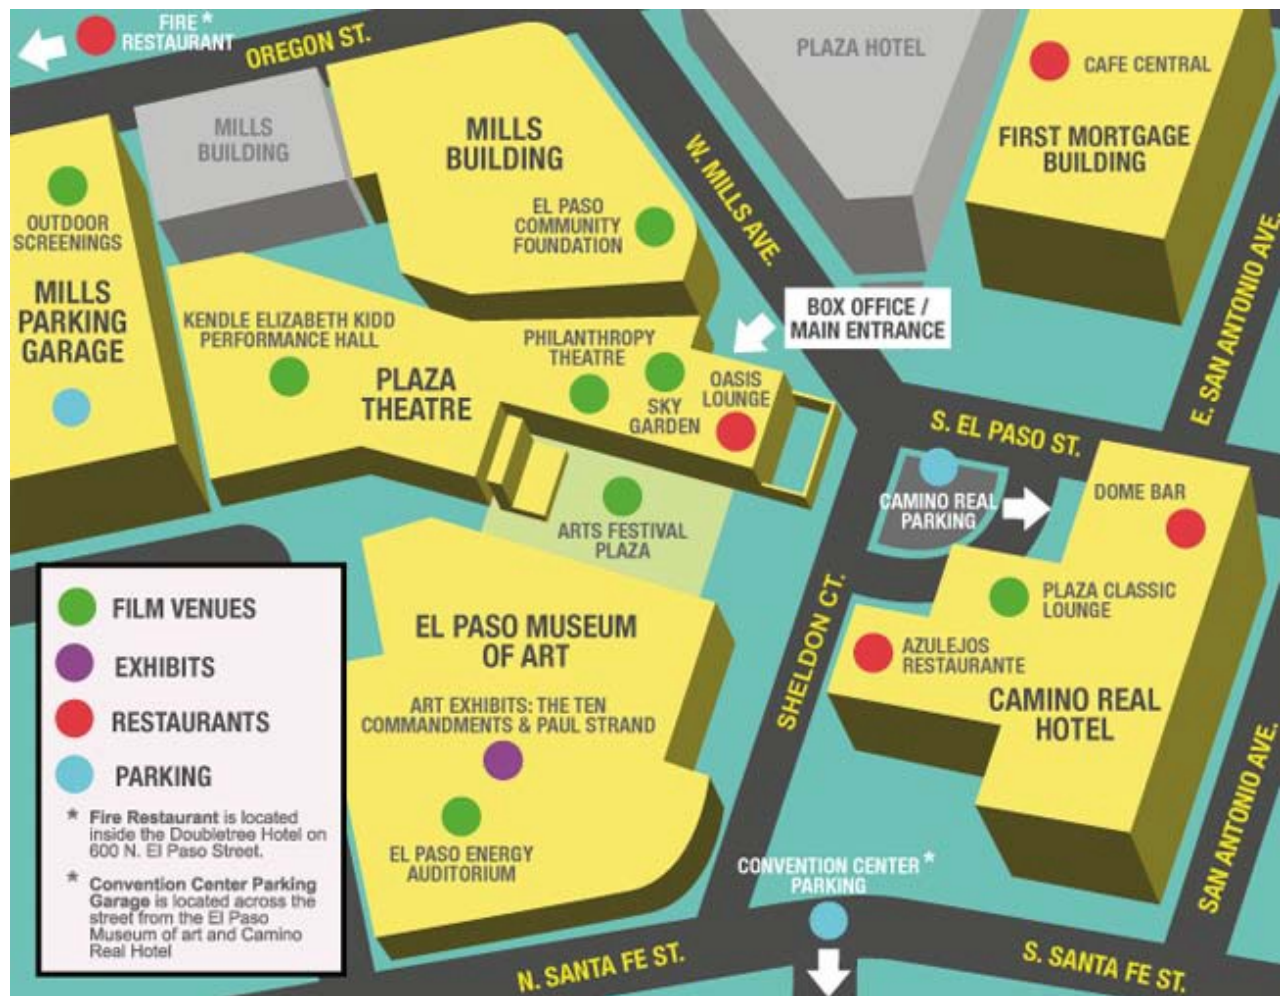 FIRE *
RESTAURANT
OREGON ST.
PLAZA HOTEL
CAFE CENTRAL
FIRST MORTGAGE
BUILDING
MILLS
BUILDING
MILLS
BUILDING
EL PASO
COMMUNITY
FOUNDATION
W. MILLS AVE.
E. SAN ANTONIO AVE.
OUTDOOR
SCREENINGS
MILLS
PARKING
GARAGE
KENDLE ELIZABETH KIDD
PERFORMANCE HALL
PLAZA
THEATRE
PHILANTHROPY
THEATRE
SKY
GARDEN
OASIS
LOUNGE
BOX OFFICE /
MAIN ENTRANCE
S. EL PASO ST.
CAMINO REAL
PARKING
DOME BAR
ARTS FESTIVAL
PLAZA
PLAZA CLASSIC
LOUNGE
AZULEJOS
RESTAURANTE
CAMINO REAL
HOTEL
SHELDON CT.
EL PASO MUSEUM
OF ART
ART EXHIBITS: THE TEN
COMMANDMENTS & PAUL STRAND
EL PASO ENERGY
AUDITORIUM
CONVENTION CENTER *
PARKING
SAN ANTONIO AVE.
N. SANTA FE ST.
S. SANTA FE ST.
FILM VENUES
EXHIBITS
RESTAURANTS
PARKING
* Fire Restaurant is located
inside the Doubletree Hotel on
600 N. El Paso Street.
* Convention Center Parking
Garage is located across the
street from the El Paso
Museum of art and Camino
Real Hotel